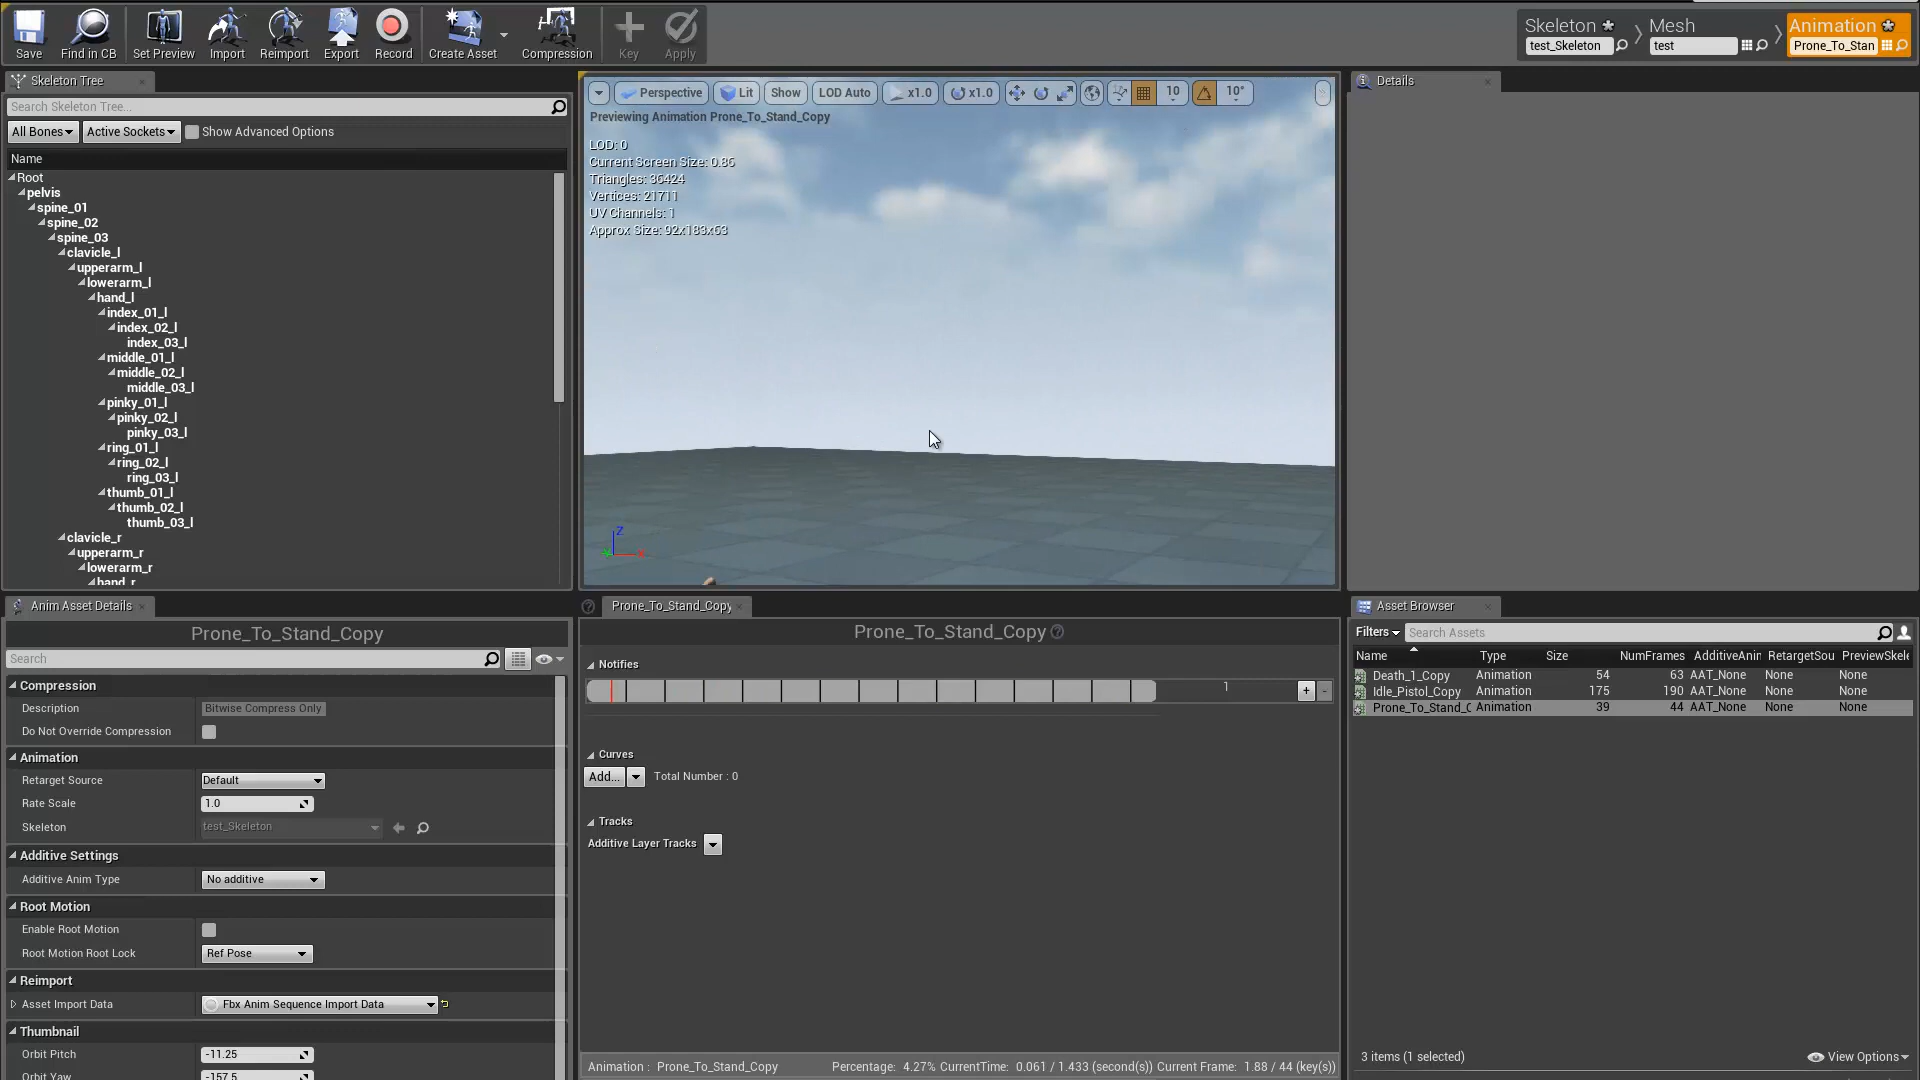 Save
Find in CB
Set Preview
Import
Reimport
Export
Record
Create Asset
Compression
Key
Apply
Skeleton
test_Skeleton
Mesh
test
Animation
Prone_To_Stan
Skeleton Tree
Search Skeleton Tree...
All Bones
Active Sockets
Show Advanced Options
Name
Root
pelvis
spine_01
spine_02
spine_03
clavicle_l
upperarm_l
lowerarm_l
hand_l
index_01_l
index_02_l
index_03_l
middle_01_l
middle_02_l
middle_03_l
pinky_01_l
pinky_02_l
pinky_03_l
ring_01_l
ring_02_l
ring_03_l
thumb_01_l
thumb_02_l
thumb_03_l
clavicle_r
upperarm_r
lowerarm_r
hand_r
Perspective
Lit
Show
LOD Auto
x1.0
x1.0
10
10°
Previewing Animation Prone_To_Stand_Copy
LOD: 0
Current Screen Size: 0.86
Triangles: 36424
Vertices: 21711
UV Channels: 1
Approx Size: 92x183x63
Z
X
Details
Anim Asset Details
Prone_To_Stand_Copy
Search
Compression
Description Bitwise Compress Only
Do Not Override Compression
Animation
Retarget Source Default
Rate Scale 1.0
Skeleton test_Skeleton
Additive Settings
Additive Anim Type No additive
Root Motion
Enable Root Motion
Root Motion Root Lock Ref Pose
Reimport
Asset Import Data Fbx Anim Sequence Import Data
Thumbnail
Orbit Pitch -11.25
Orbit Yaw -157.5
Prone_To_Stand_Copy
Prone_To_Stand_Copy
Notifies
1
+ -
Curves
Add... Total Number : 0
Tracks
Additive Layer Tracks
Animation : Prone_To_Stand_Copy Percentage: 4.27% CurrentTime: 0.061 / 1.433 (second(s)) Current Frame: 1.88 / 44 (key(s))
Asset Browser
Filters Search Assets
Name Type Size NumFrames AdditiveAnin RetargetSou PreviewSkele
Death_1_Copy Animation 54 63 AAT_None None None
Idle_Pistol_Copy Animation 175 190 AAT_None None None
Prone_To_Stand_C Animation 39 44 AAT_None None None
3 items (1 selected)
View Options